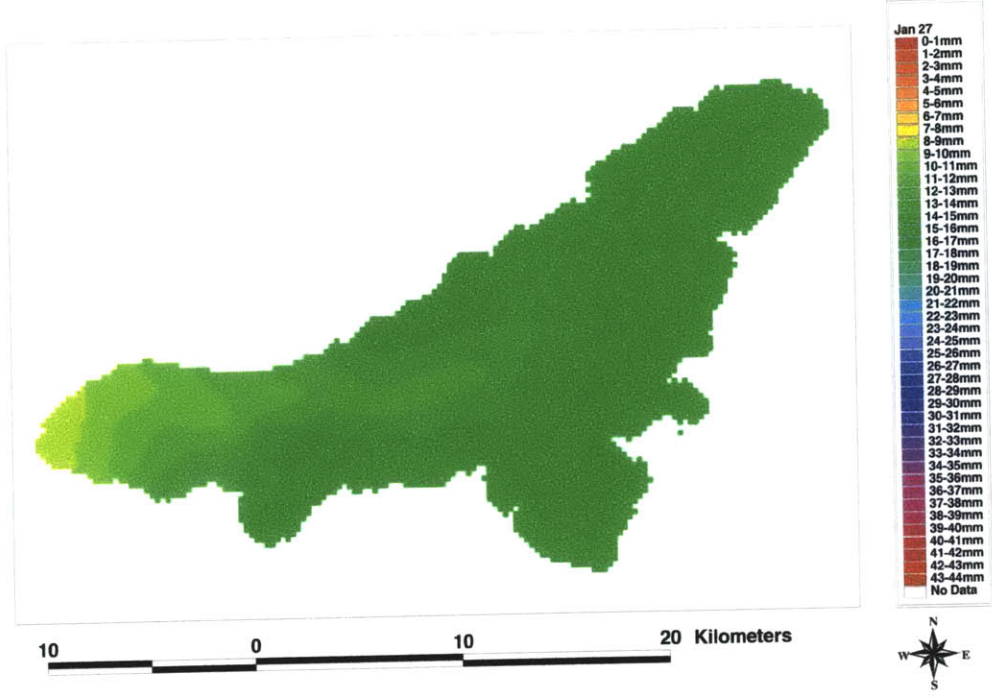 Jan 27
0-1mm
1-2mm
2-3mm
3-4mm
4-5mm
5-6mm
6-7mm
7-8mm
8-9mm
9-10mm
10-11mm
11-12mm
12-13mm
13-14mm
14-15mm
15-16mm
16-17mm
17-18mm
18-19mm
19-20mm
20-21mm
21-22mm
22-23mm
23-24mm
24-25mm
25-26mm
26-27mm
27-28mm
28-29mm
29-30mm
30-31mm
31-32mm
32-33mm
33-34mm
34-35mm
35-36mm
36-37mm
37-38mm
38-39mm
39-40mm
40-41mm
41-42mm
42-43mm
43-44mm
No Data
10 0 10 20 Kilometers
N
W E
S